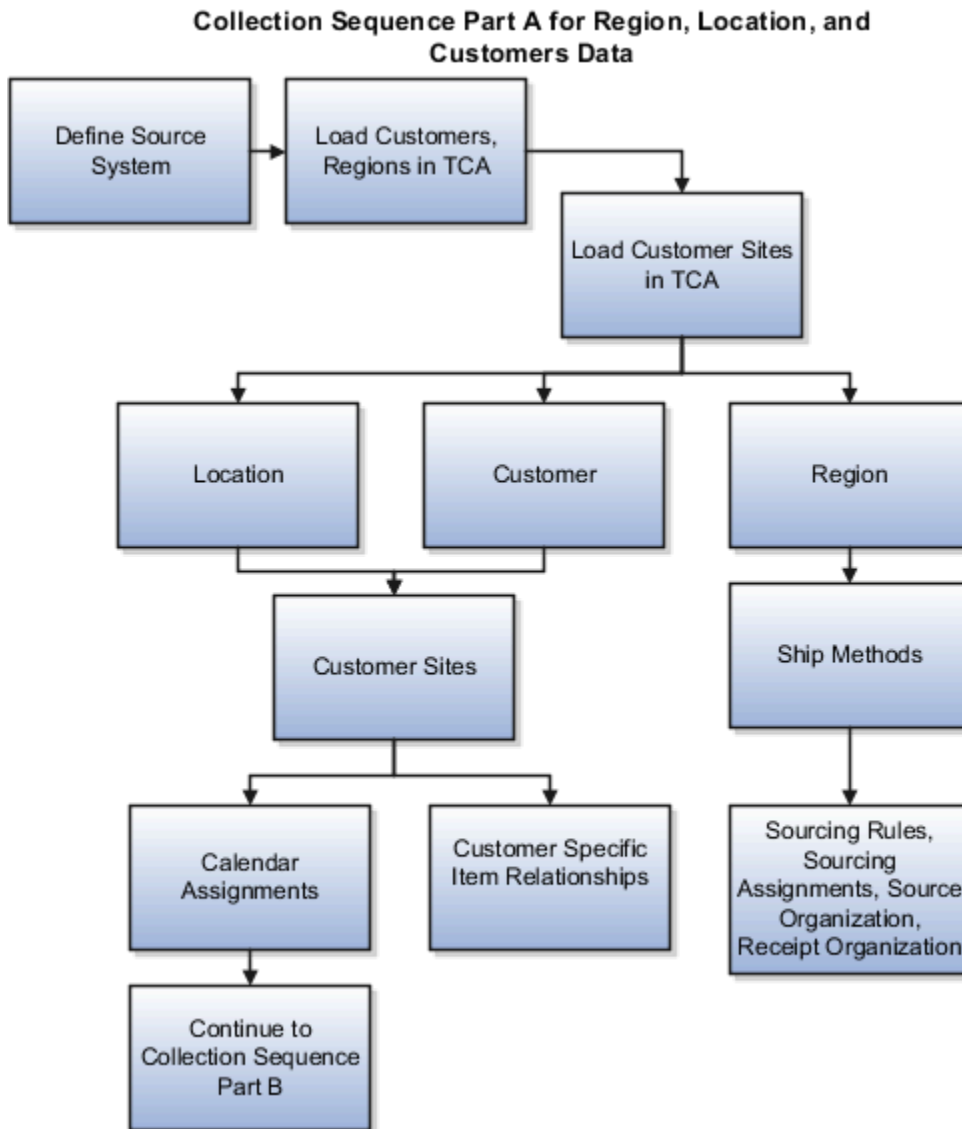 Collection Sequence Part A for Region, Location, and
Customers Data
Define Source
System
Load Customers,
Regions in TCA
Load Customer Sites
in TCA
Location
Customer
Region
Customer Sites
Ship Methods
Calendar
Assignments
Customer Specific
Item Relationships
Sourcing Rules,
Sourcing
Assignments, Source
Organization,
Receipt Organization
Continue to
Collection Sequence
Part B